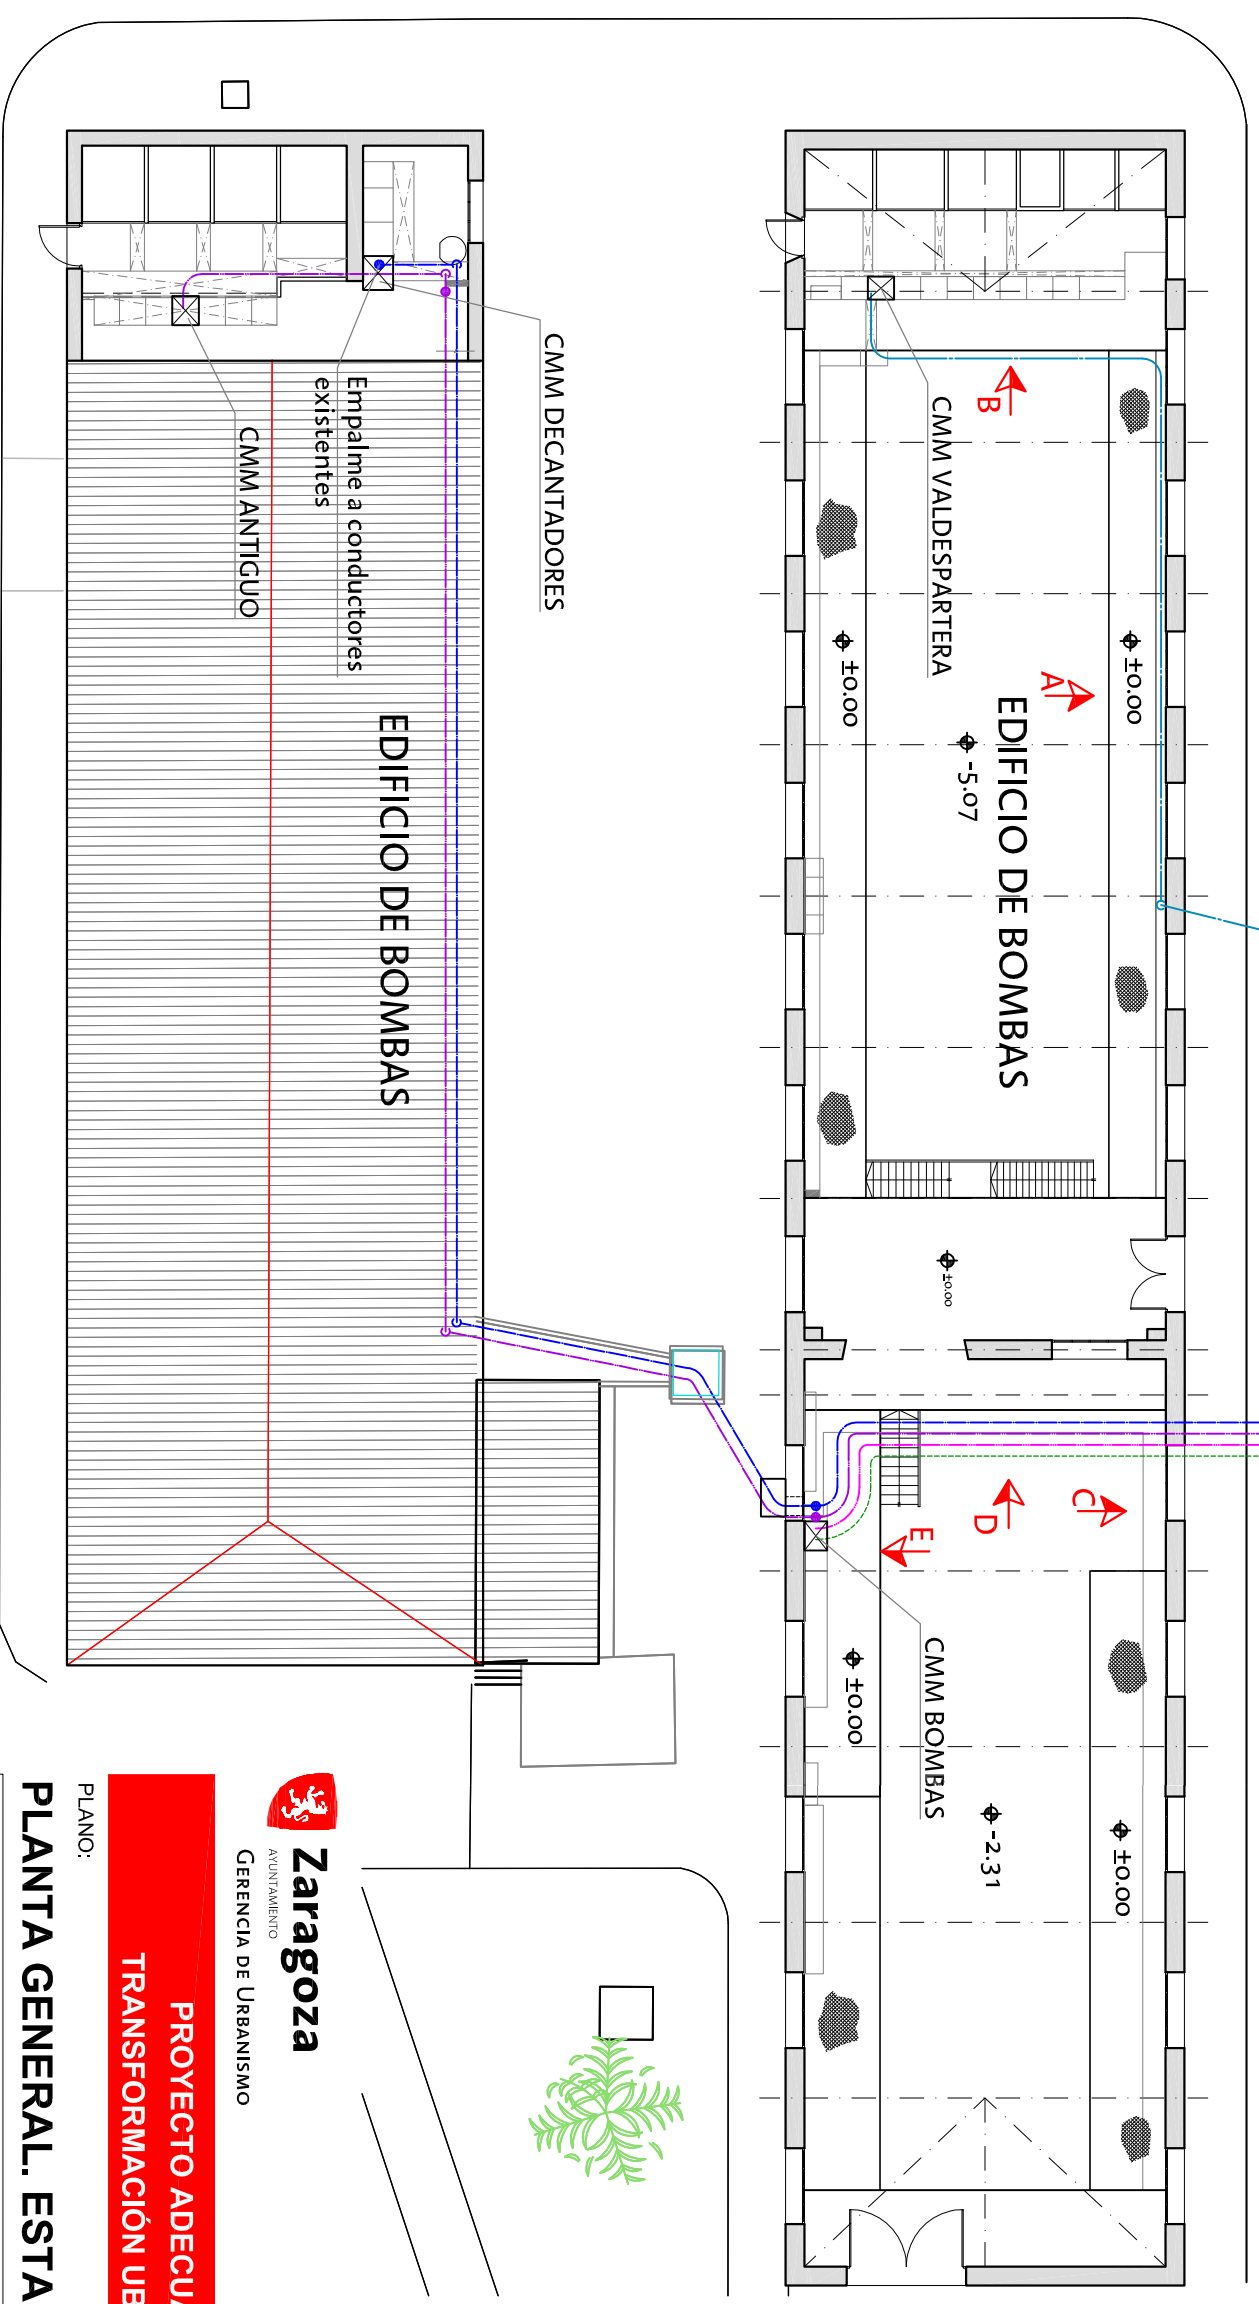 EDIFICIO DE BOMBAS
CMM VALDESPARTERA
B
A
±0.00
±0.00
-5.07
±0.00
C
D
E
CMM BOMBAS
±0.00
-2.31
±0.00
CMM DECANTADORES
Empalme a conductores
existentes
CMM ANTIGUO
EDIFICIO DE BOMBAS
Zaragoza
AYUNTAMIENTO
GERENCIA DE URBANISMO
PROYECTO ADECUA
TRANSFORMACIÓN UB
PLANO:
PLANTA GENERAL. ESTA